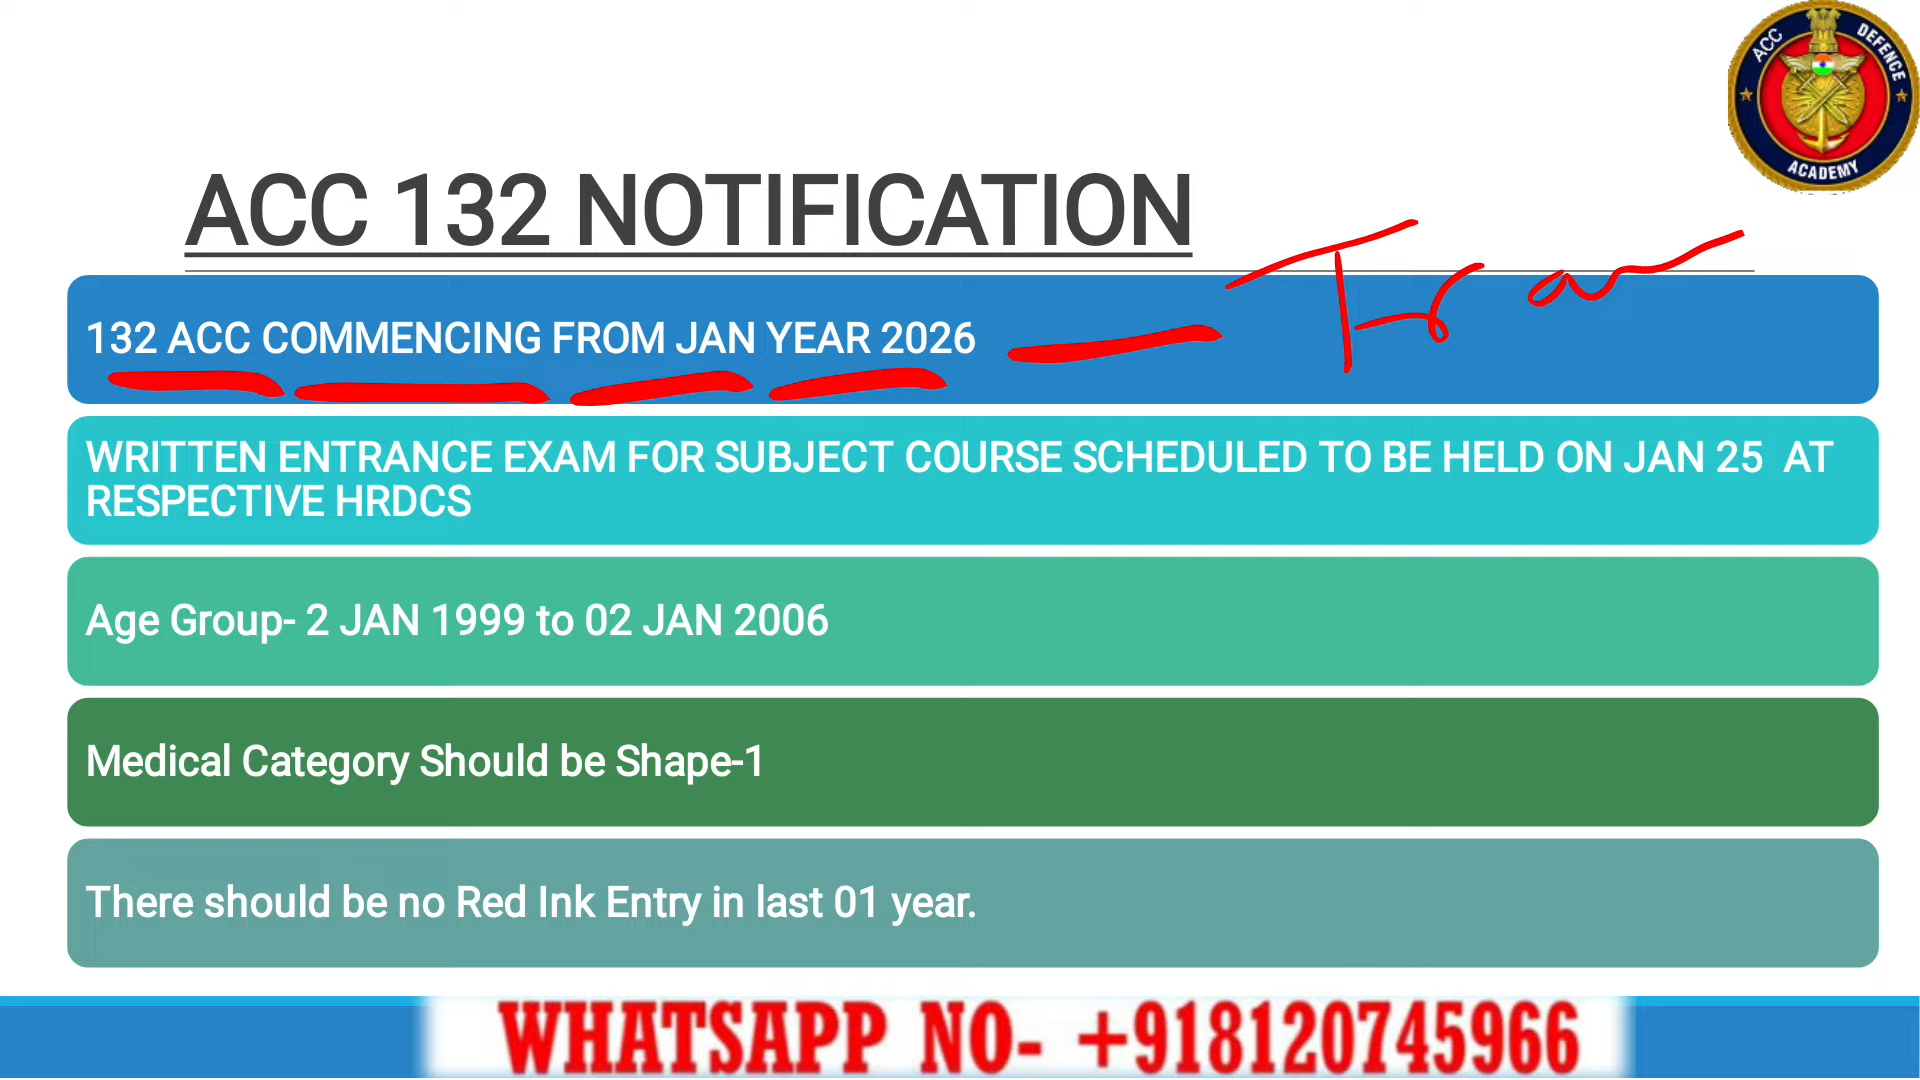 ACC DEFENCE
ACADEMY
ACC 132 NOTIFICATION
Tra
132 ACC COMMENCING FROM JAN YEAR 2026
WRITTEN ENTRANCE EXAM FOR SUBJECT COURSE SCHEDULED TO BE HELD ON JAN 25 AT
RESPECTIVE HRDCS
Age Group- 2 JAN 1999 to 02 JAN 2006
Medical Category Should be Shape-1
There should be no Red Ink Entry in last 01 year.
WHATSAPP NO- +918120745966